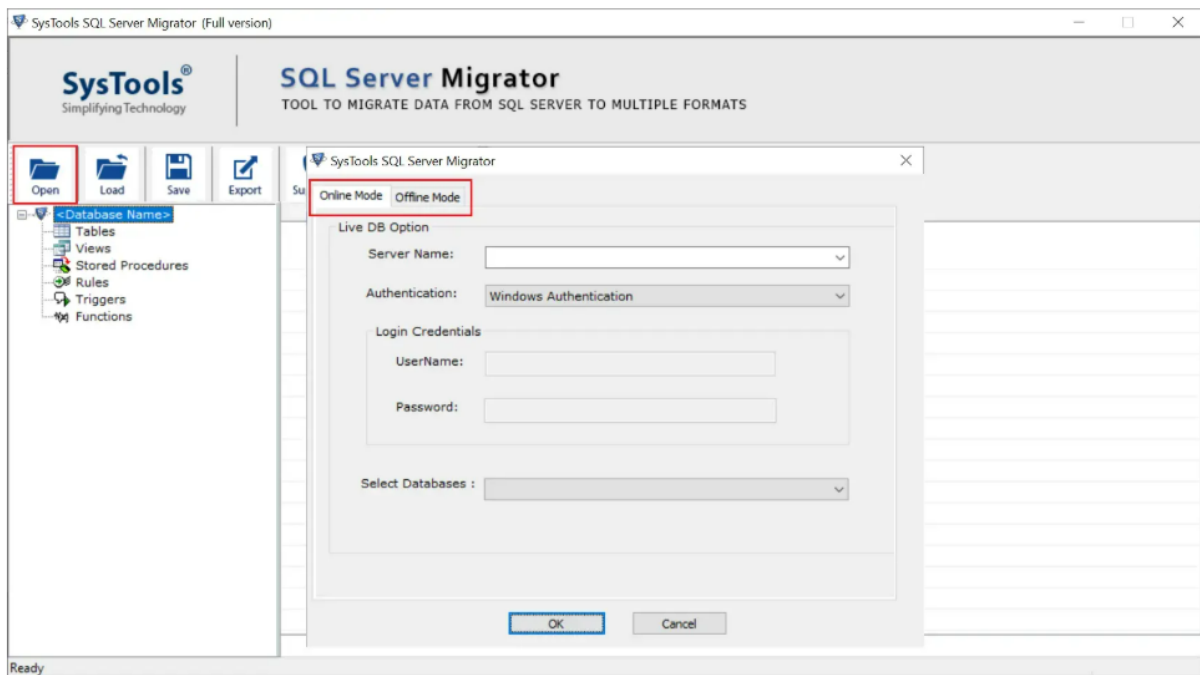 SysTools SQL Server Migrator (Full version)
SysTools®
Simplifying Technology
SQL Server Migrator
TOOL TO MIGRATE DATA FROM SQL SERVER TO MULTIPLE FORMATS
Open Load Save Export Su
SysTools SQL Server Migrator
Online Mode Offline Mode
<Database Name>
Tables
Views
Stored Procedures
Rules
Triggers
Functions
Live DB Option
Server Name:
Authentication: Windows Authentication
Login Credentials
UserName:
Password:
Select Databases :
OK Cancel
Ready